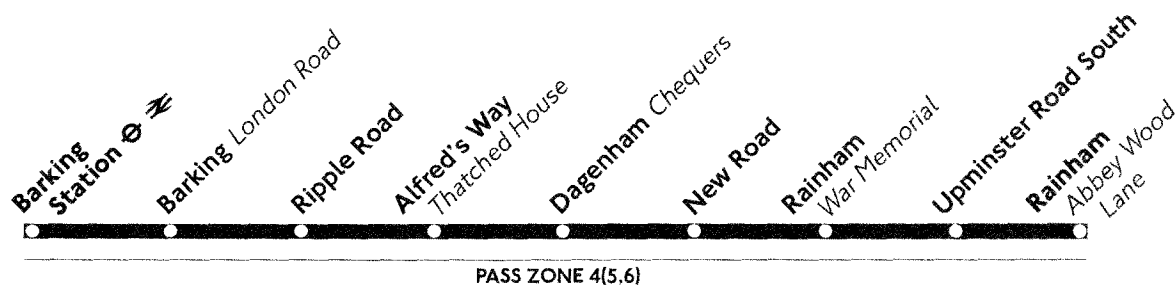 Barking
Station
Barking London Road
Ripple Road
Alfred's Way
Thatched House
Dagenham Chequers
New Road
Rainham
War Memorial
Upminster Road South
Rainham
Abbey Wood
Lane
PASS ZONE 4(5,6)